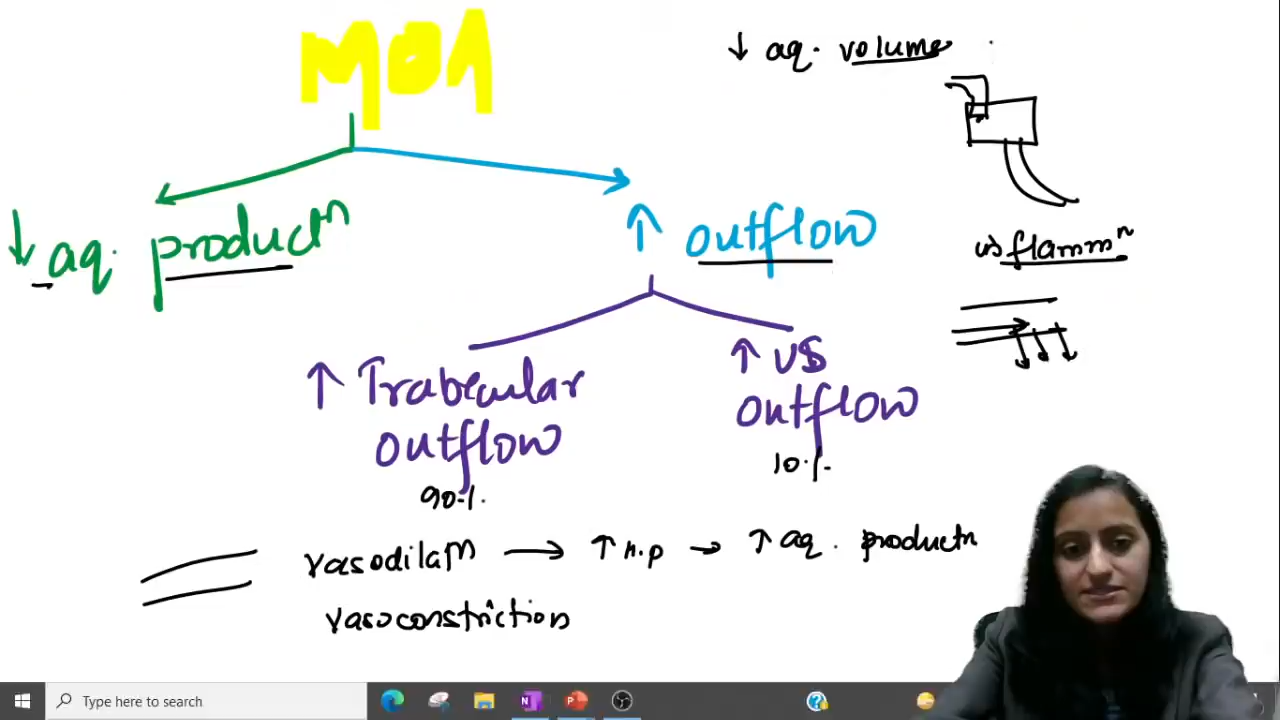 MOA
↓ aq. volume
↓ aq. productn
↑ outflow
inflammn
↑ Trabecular
outflow
90%
↑ US
outflow
10%
vasodilatn → ↑ h.p → ↑ aq. productn
vasoconstriction
Type here to search